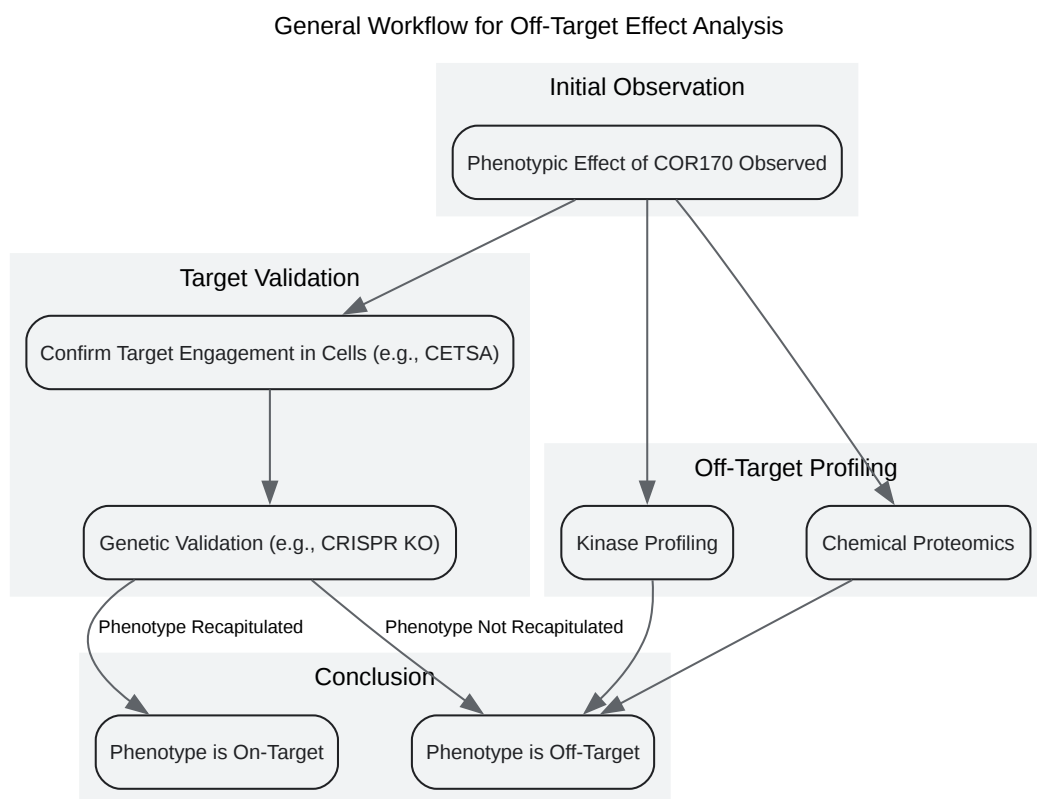 General Workflow for Off-Target Effect Analysis
Initial Observation
Phenotypic Effect of COR170 Observed
Target Validation
Confirm Target Engagement in Cells (e.g., CETSA)
Off-Target Profiling
Genetic Validation (e.g., CRISPR KO)
Kinase Profiling
Chemical Proteomics
Phenotype Recapitulated
Phenotype Not Recapitulated
Conclusion
Phenotype is On-Target
Phenotype is Off-Target